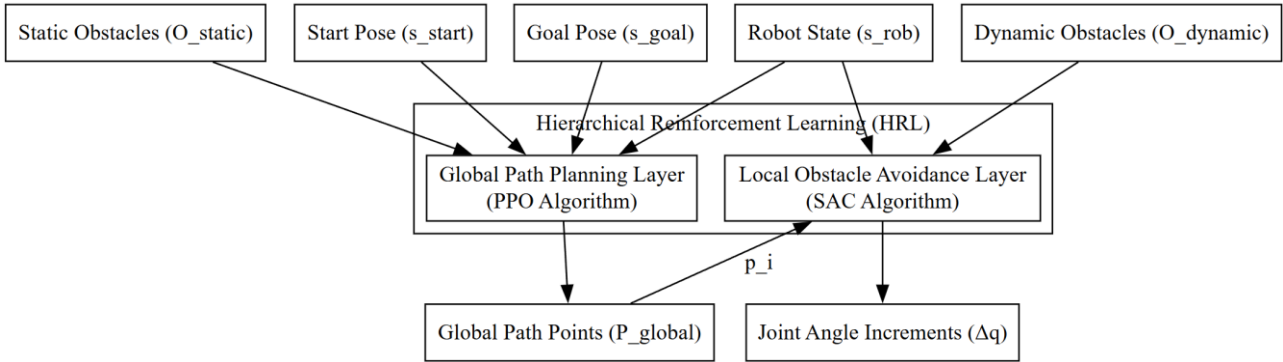 Static Obstacles (O_static)
Start Pose (s_start)
Goal Pose (s_goal)
Robot State (s_rob)
Dynamic Obstacles (O_dynamic)
Hierarchical Reinforcement Learning (HRL)
Global Path Planning Layer
(PPO Algorithm)
Local Obstacle Avoidance Layer
(SAC Algorithm)
p_i
Global Path Points (P_global)
Joint Angle Increments (Δq)